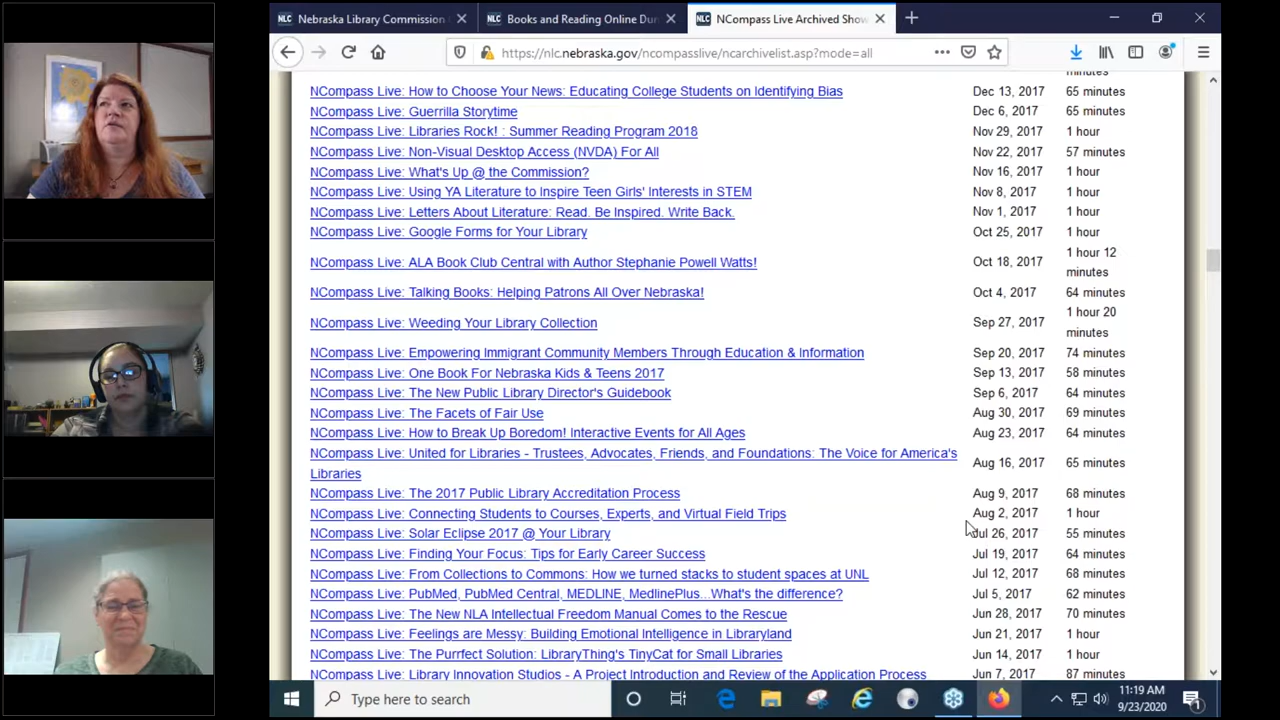 NLC Nebraska Library Commission
NLC Books and Reading Online Dur
NLC NCompass Live Archived Show
https://nlc.nebraska.gov/ncompasslive/ncarchivelist.asp?mode=all
minutes
NCompass Live: How to Choose Your News: Educating College Students on Identifying Bias Dec 13, 2017 65 minutes
NCompass Live: Guerrilla Storytime Dec 6, 2017 65 minutes
NCompass Live: Libraries Rock! : Summer Reading Program 2018 Nov 29, 2017 1 hour
NCompass Live: Non-Visual Desktop Access (NVDA) For All Nov 22, 2017 57 minutes
NCompass Live: What's Up @ the Commission? Nov 16, 2017 1 hour
NCompass Live: Using YA Literature to Inspire Teen Girls' Interests in STEM Nov 8, 2017 1 hour
NCompass Live: Letters About Literature: Read. Be Inspired. Write Back. Nov 1, 2017 1 hour
NCompass Live: Google Forms for Your Library Oct 25, 2017 1 hour
NCompass Live: ALA Book Club Central with Author Stephanie Powell Watts! Oct 18, 2017 1 hour 12
minutes
NCompass Live: Talking Books: Helping Patrons All Over Nebraska! Oct 4, 2017 64 minutes
NCompass Live: Weeding Your Library Collection Sep 27, 2017 1 hour 20
minutes
NCompass Live: Empowering Immigrant Community Members Through Education & Information Sep 20, 2017 74 minutes
NCompass Live: One Book For Nebraska Kids & Teens 2017 Sep 13, 2017 58 minutes
NCompass Live: The New Public Library Director's Guidebook Sep 6, 2017 64 minutes
NCompass Live: The Facets of Fair Use Aug 30, 2017 69 minutes
NCompass Live: How to Break Up Boredom! Interactive Events for All Ages Aug 23, 2017 64 minutes
NCompass Live: United for Libraries - Trustees, Advocates, Friends, and Foundations: The Voice for America's
Libraries Aug 16, 2017 65 minutes
NCompass Live: The 2017 Public Library Accreditation Process Aug 9, 2017 68 minutes
NCompass Live: Connecting Students to Courses, Experts, and Virtual Field Trips Aug 2, 2017 1 hour
NCompass Live: Solar Eclipse 2017 @ Your Library Jul 26, 2017 55 minutes
NCompass Live: Finding Your Focus: Tips for Early Career Success Jul 19, 2017 64 minutes
NCompass Live: From Collections to Commons: How we turned stacks to student spaces at UNL Jul 12, 2017 68 minutes
NCompass Live: PubMed, PubMed Central, MEDLINE, MedlinePlus...What's the difference? Jul 5, 2017 62 minutes
NCompass Live: The New NLA Intellectual Freedom Manual Comes to the Rescue Jun 28, 2017 70 minutes
NCompass Live: Feelings are Messy: Building Emotional Intelligence in Libraryland Jun 21, 2017 1 hour
NCompass Live: The Purrfect Solution: LibraryThing's TinyCat for Small Libraries Jun 14, 2017 1 hour
NCompass Live: Library Innovation Studios - A Project Introduction and Review of the Application Process Jun 7, 2017 87 minutes
Type here to search
11:19 AM
9/23/2020
1